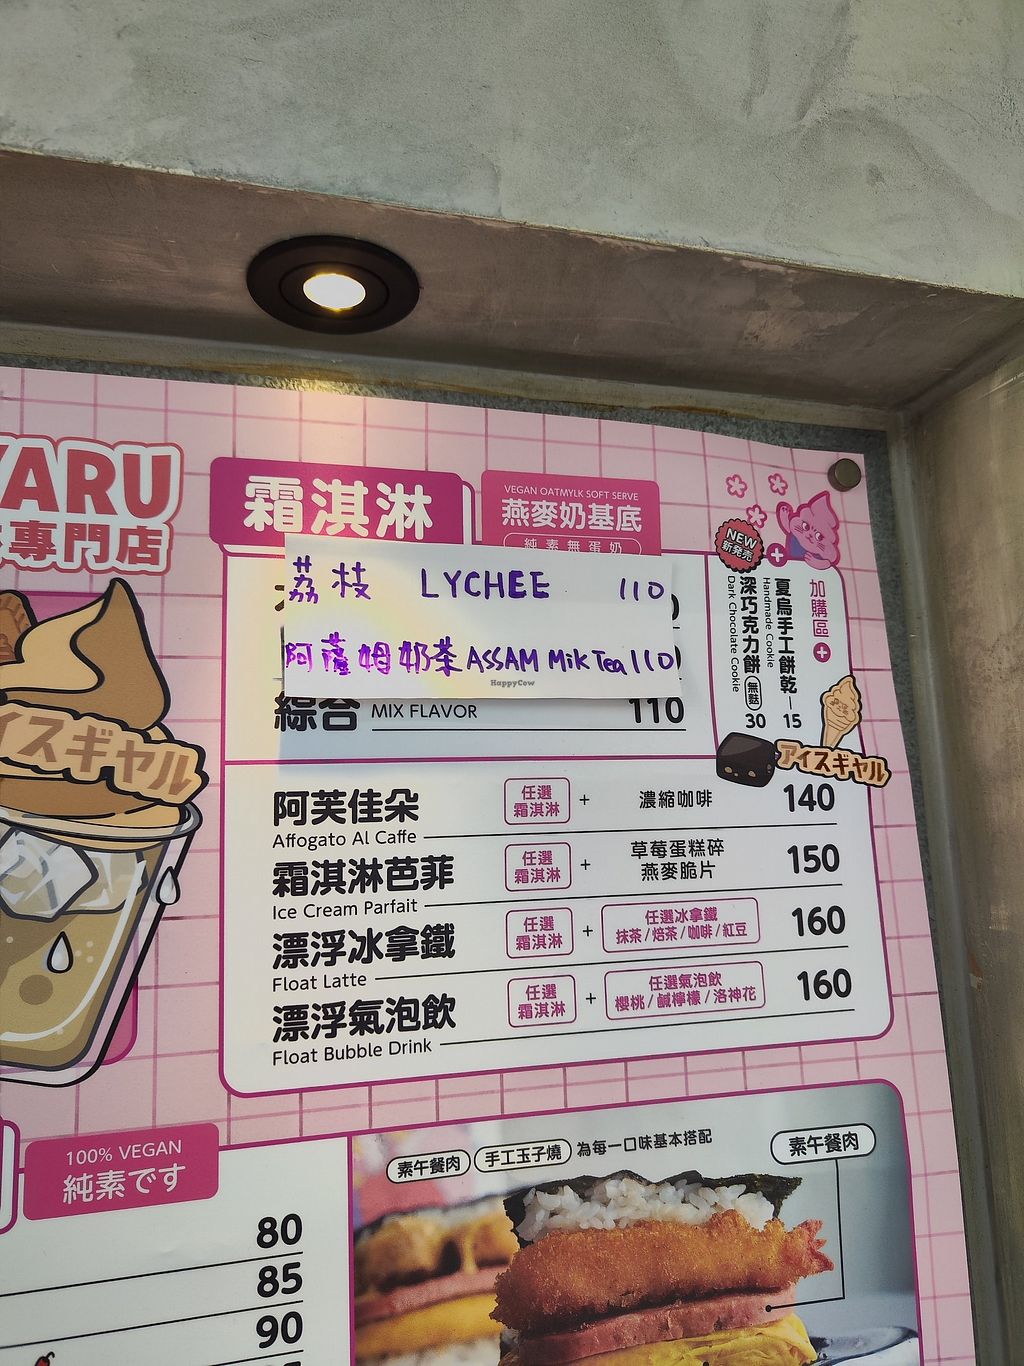 YARU
專門店
霜淇淋
VEGAN OATMYLK SOFT SERVE
燕麥奶基底
純素無蛋奶
荔枝 LYCHEE 110
阿薩姆奶茶 ASSAM Milk Tea 110
HappyCow
綜合 MIX FLAVOR 110
NEW
新発売
加購區
夏烏手工餅乾 15
Handmade Cookie
深巧克力餅 無麩 30
Dark Chocolate Cookie
アイスギャル
イスギャル
阿芙佳朵 任選霜淇淋 + 濃縮咖啡 140
Affogato Al Caffe
霜淇淋芭菲 任選霜淇淋 + 草莓蛋糕碎 燕麥脆片 150
Ice Cream Parfait
漂浮冰拿鐵 任選霜淇淋 + 任選冰拿鐵 抹茶/焙茶/咖啡/紅豆 160
Float Latte
漂浮氣泡飲 任選霜淇淋 + 任選氣泡飲 櫻桃/鹹檸檬/洛神花 160
Float Bubble Drink
100% VEGAN
純素です
80
85
90
素午餐肉 手工玉子燒 為每一口味基本搭配
素午餐肉